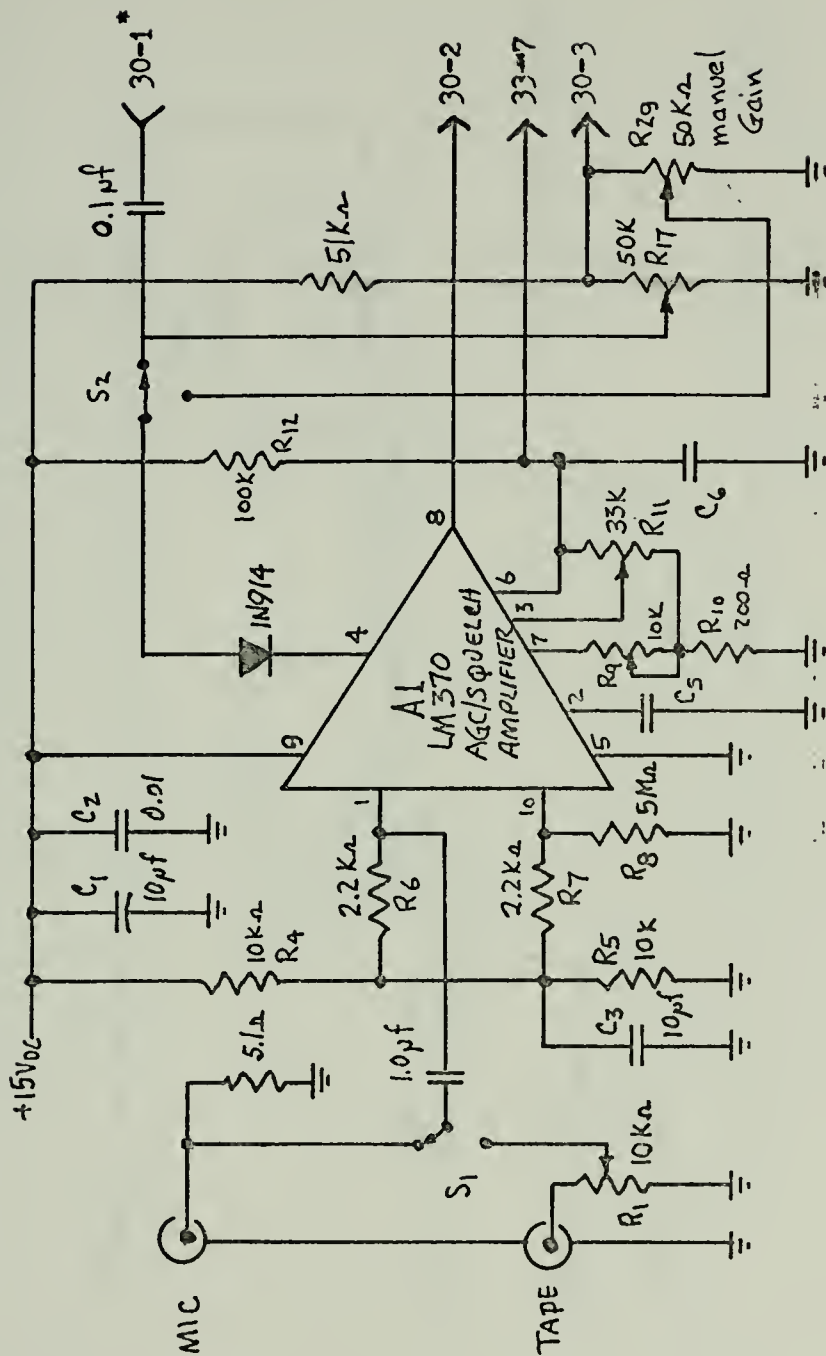 MIC
TAPE
+15VDC
5.1Ω
S1
R1
10KΩ
1.0µf
10KΩ
R4
C1
10µf
C2
0.01
2.2KΩ
R6
2.2KΩ
R7
C3
10µf
R5
10K
R8
5MΩ
1
10
9
5
2
7
3
6
4
8
A1
LM370
AGC/SQUELCH
AMPLIFIER
1N914
C5
R9
10K
R10
200Ω
33K
R11
C6
100K
R12
S2
0.1µf
51KΩ
50K
R17
R29
50KΩ
manuel
Gain
30-1*
30-2
33-7
30-3